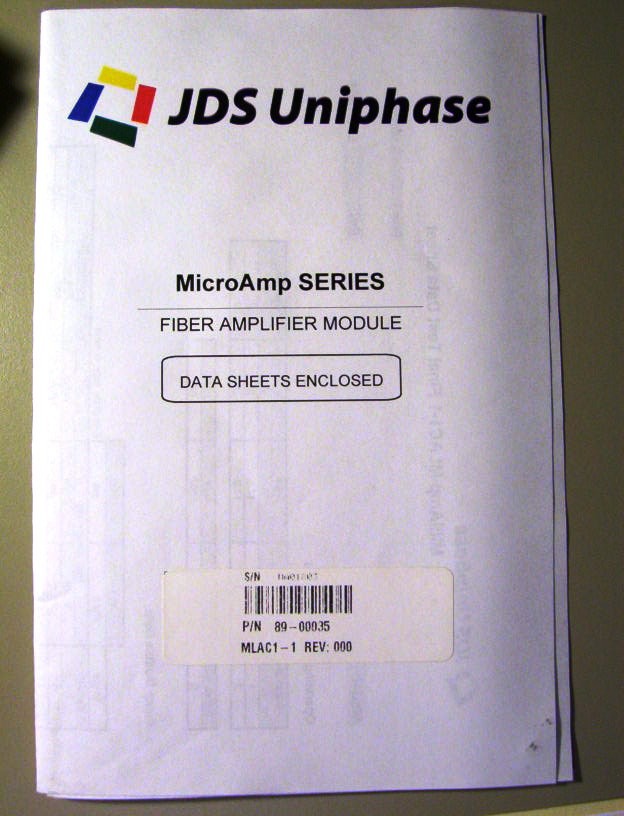 JDS Uniphase
MicroAmp SERIES
FIBER AMPLIFIER MODULE
DATA SHEETS ENCLOSED
S/N
P/N 89-00035
MLAC1-1 REV: 000